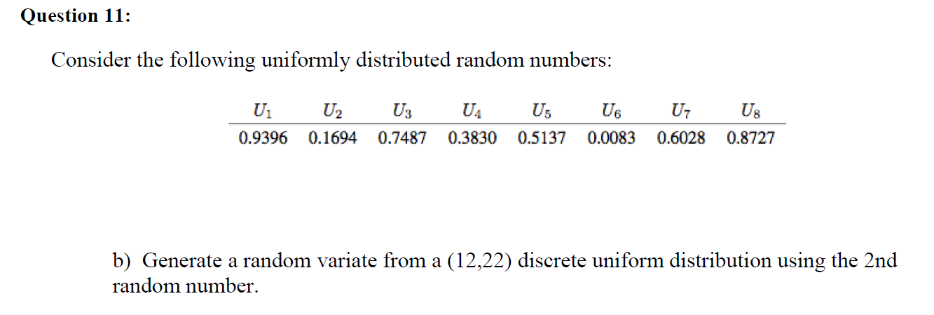 Question 11:
Consider the following uniformly distributed random numbers:
U₁ U₂ U₃ U₄ U₅ U₆ U₇ U₈
0.9396 0.1694 0.7487 0.3830 0.5137 0.0083 0.6028 0.8727
b) Generate a random variate from a (12,22) discrete uniform distribution using the 2nd
random number.